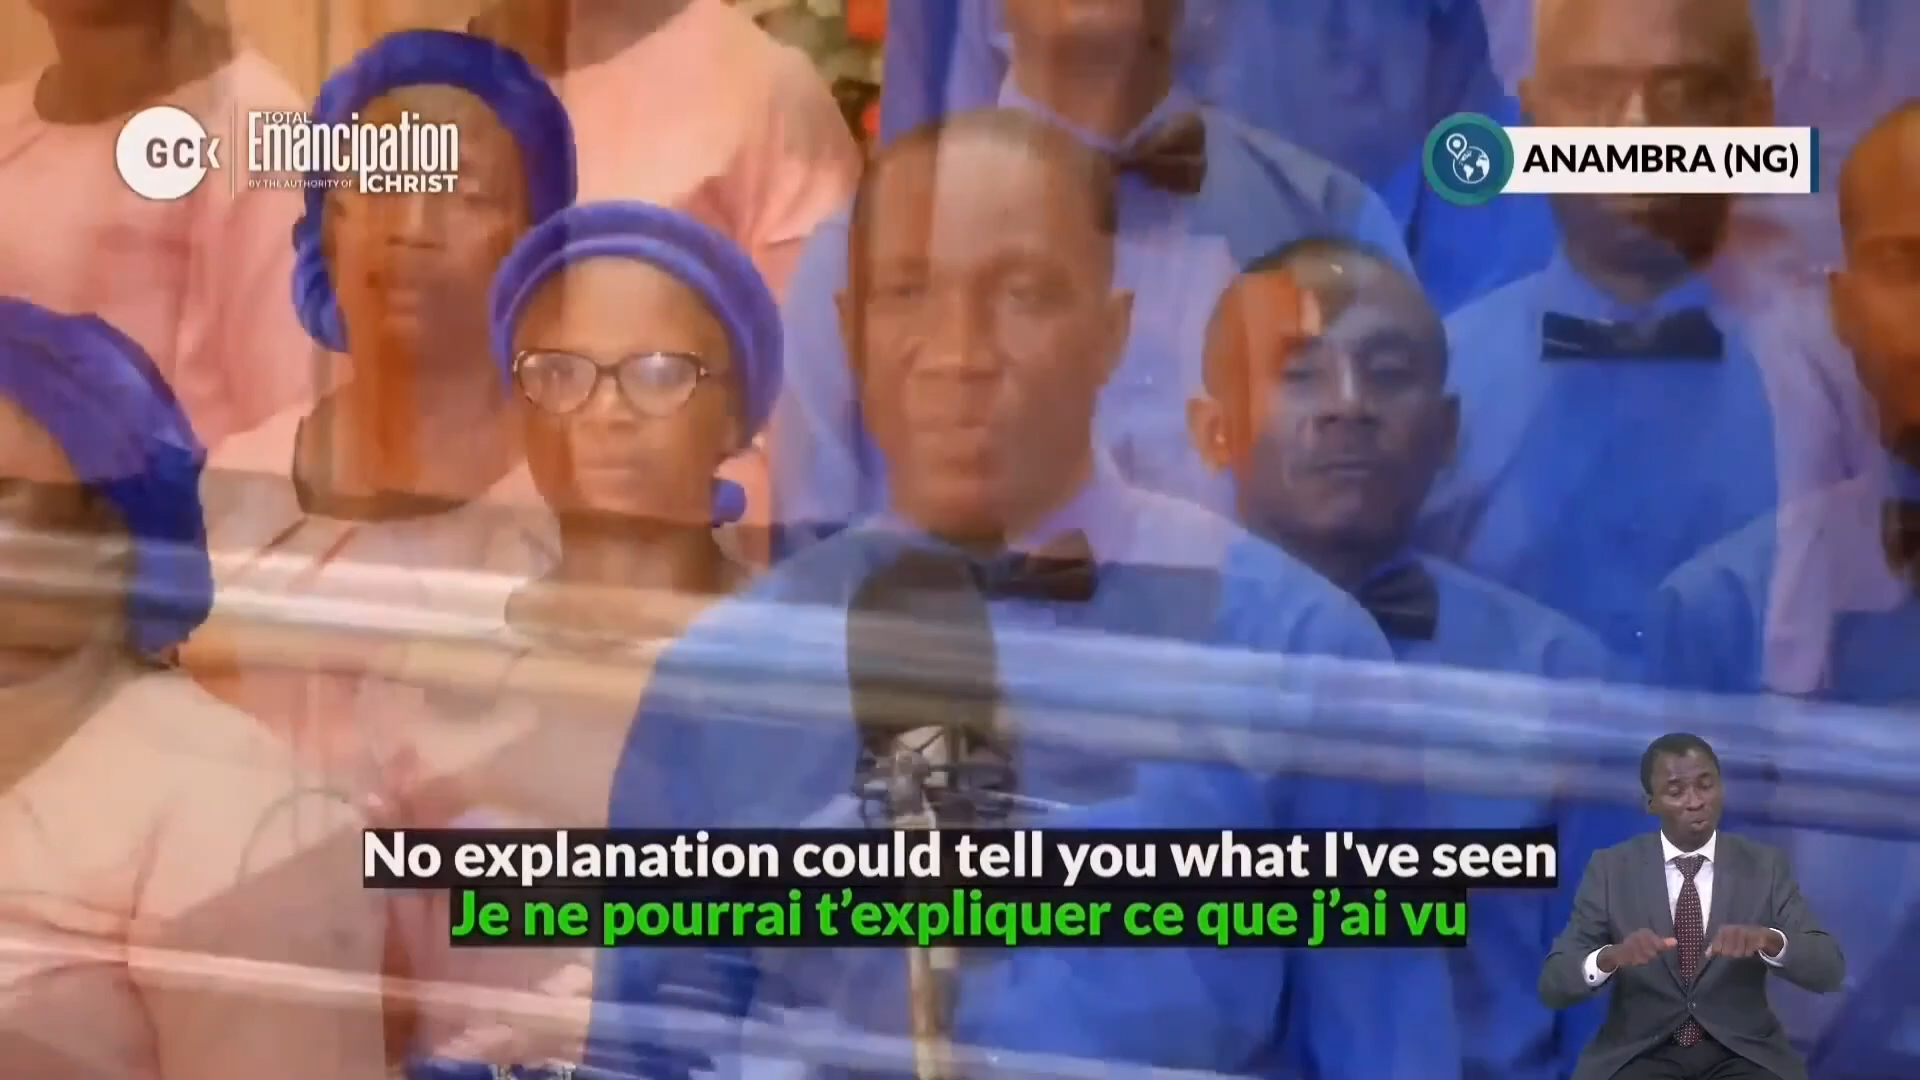 GCK
TOTAL
Emancipation
BY THE AUTHORITY OF CHRIST
ANAMBRA (NG)
No explanation could tell you what I've seen
Je ne pourrai t’expliquer ce que j’ai vu